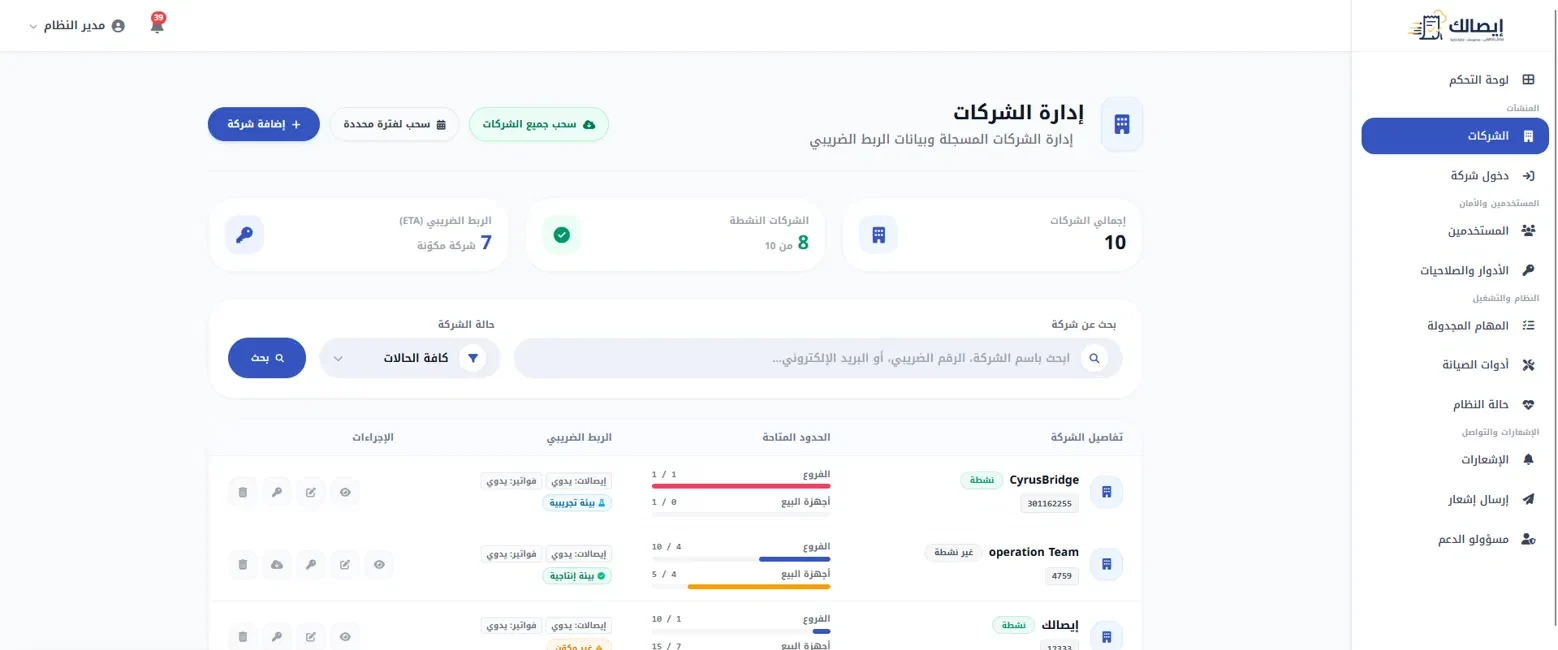 إيصالك
39
مدير النظام
لوحة التحكم
المنشآت
الشركات
دخول شركة
المستخدمين والأمان
المستخدمين
الأدوار والصلاحيات
النظام والتشغيل
المهام المجدولة
أدوات الصيانة
حالة النظام
الإشعارات والتواصل
الإشعارات
إرسال إشعار
مسؤولو الدعم
إدارة الشركات
إدارة الشركات المسجلة وبيانات الربط الضريبي
سحب جميع الشركات
سحب لفترة محددة
+ إضافة شركة
إجمالي الشركات
10
الشركات النشطة
8 من 10
الربط الضريبي (ETA)
7 شركة مكوّنة
بحث عن شركة
ابحث باسم الشركة، الرقم الضريبي، أو البريد الإلكتروني...
حالة الشركة
كافة الحالات
بحث
تفاصيل الشركة الحدود المتاحة الربط الضريبي الإجراءات
CyrusBridge نشطة
301162255
الفروع 1 / 1
أجهزة البيع 1 / 0
إيصالات: يدوي فواتير: يدوي
بيئة تجريبية
operation Team غير نشطة
4759
الفروع 10 / 4
أجهزة البيع 5 / 4
إيصالات: يدوي فواتير: يدوي
بيئة إنتاجية
إيصالك نشطة
12333
الفروع 10 / 1
أجهزة البيع 15 / 7
إيصالات: يدوي فواتير: يدوي
غير مكوّن